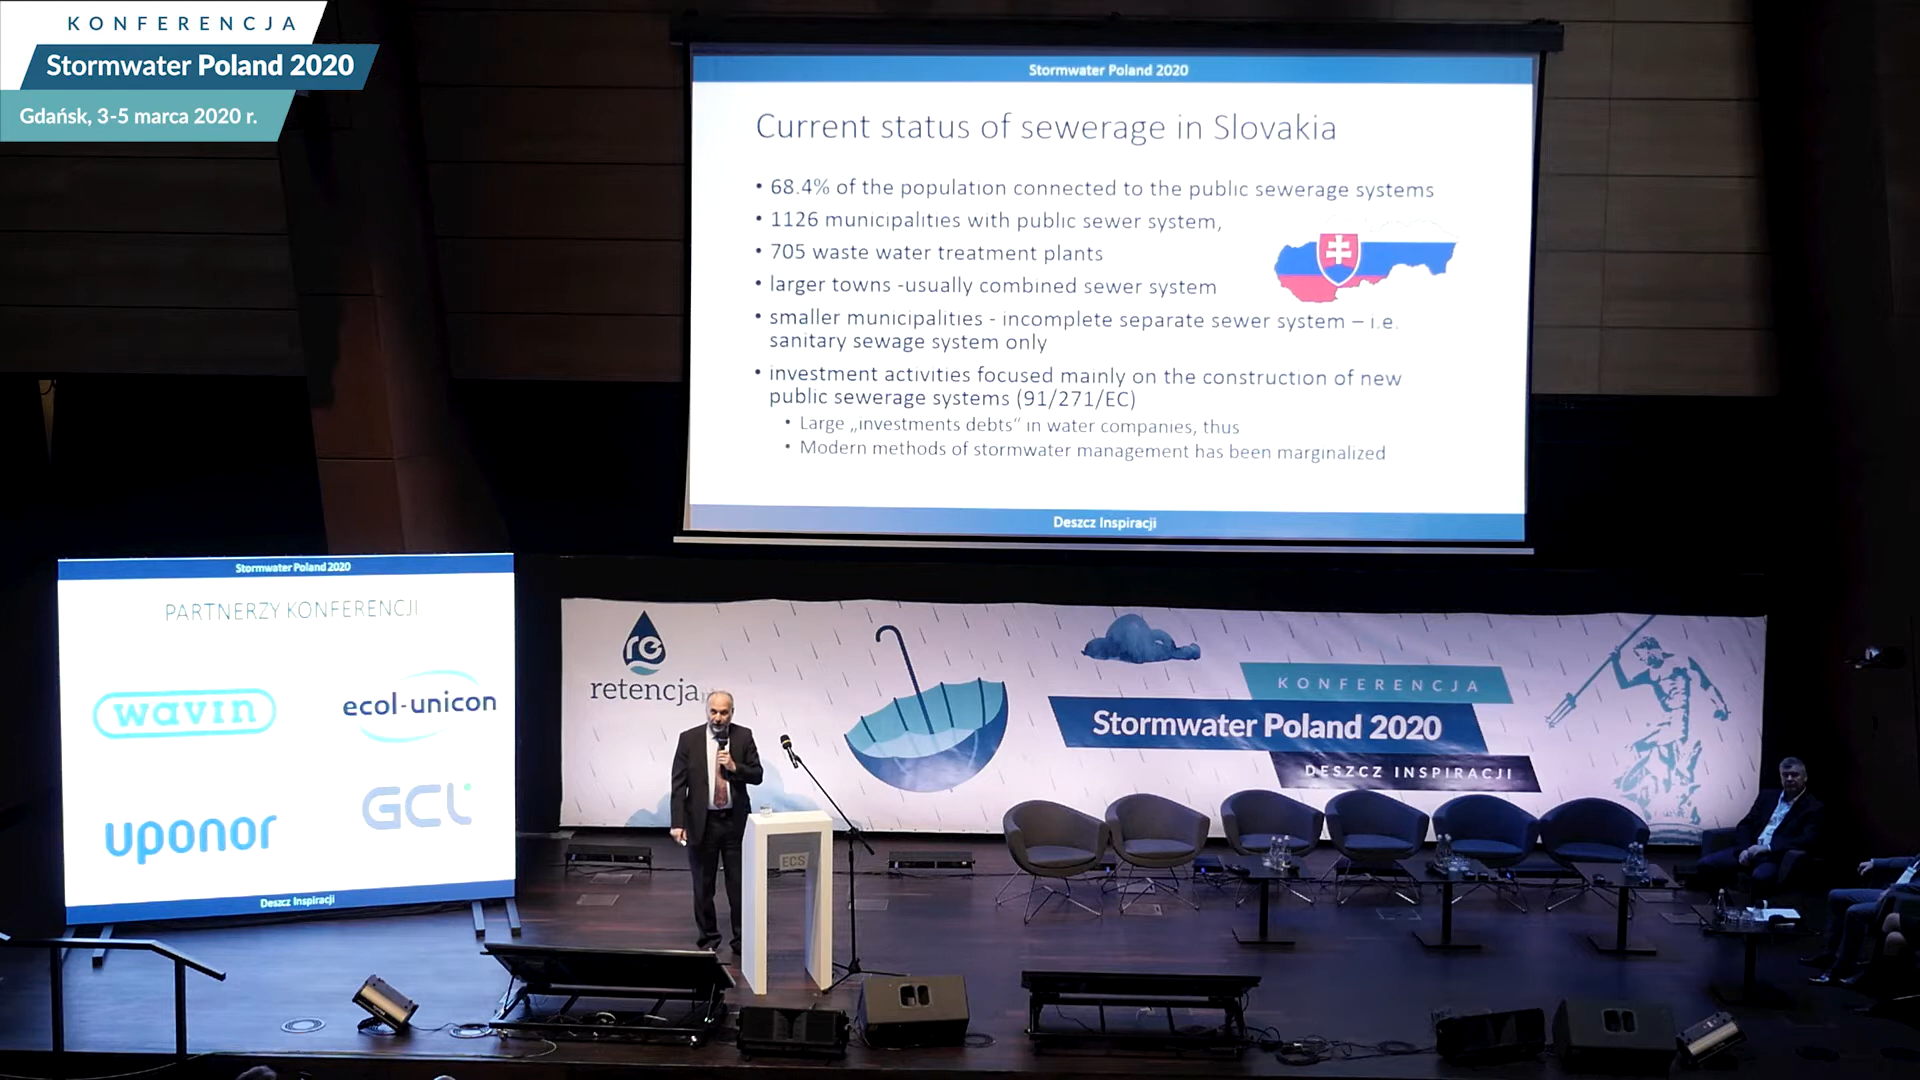 KONFERENCJA
Stormwater Poland 2020
Gdańsk, 3-5 marca 2020 r.
Stormwater Poland 2020
Current status of sewerage in Slovakia
• 68.4% of the population connected to the public sewerage systems
• 1126 municipalities with public sewer system,
• 705 waste water treatment plants
• larger towns -usually combined sewer system
• smaller municipalities - incomplete separate sewer system – i.e.
sanitary sewage system only
• investment activities focused mainly on the construction of new
public sewerage systems (91/271/EC)
• Large „investments debts“ in water companies, thus
• Modern methods of stormwater management has been marginalized
Deszcz Inspiracji
Stormwater Poland 2020
PARTNERZY KONFERENCJI
wavin
ecol-unicon
uponor
GCL
Deszcz Inspiracji
re
retencja
KONFERENCJA
Stormwater Poland 2020
DESZCZ INSPIRACJI
ECS